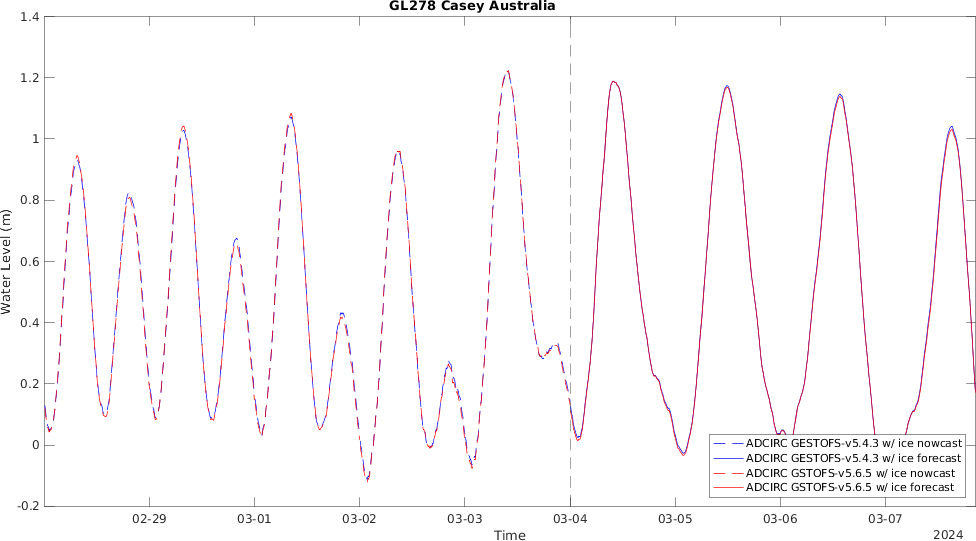 GL278 Casey Australia
1.4
1.2
1
0.8
0.6
0.4
0.2
0
-0.2
Water Level (m)
ADCIRC GESTOFS-v5.4.3 w/ ice nowcast
ADCIRC GESTOFS-v5.4.3 w/ ice forecast
ADCIRC GSTOFS-v5.6.5 w/ ice nowcast
ADCIRC GSTOFS-v5.6.5 w/ ice forecast
02-29 03-01 03-02 03-03 03-04 03-05 03-06 03-07
Time
2024